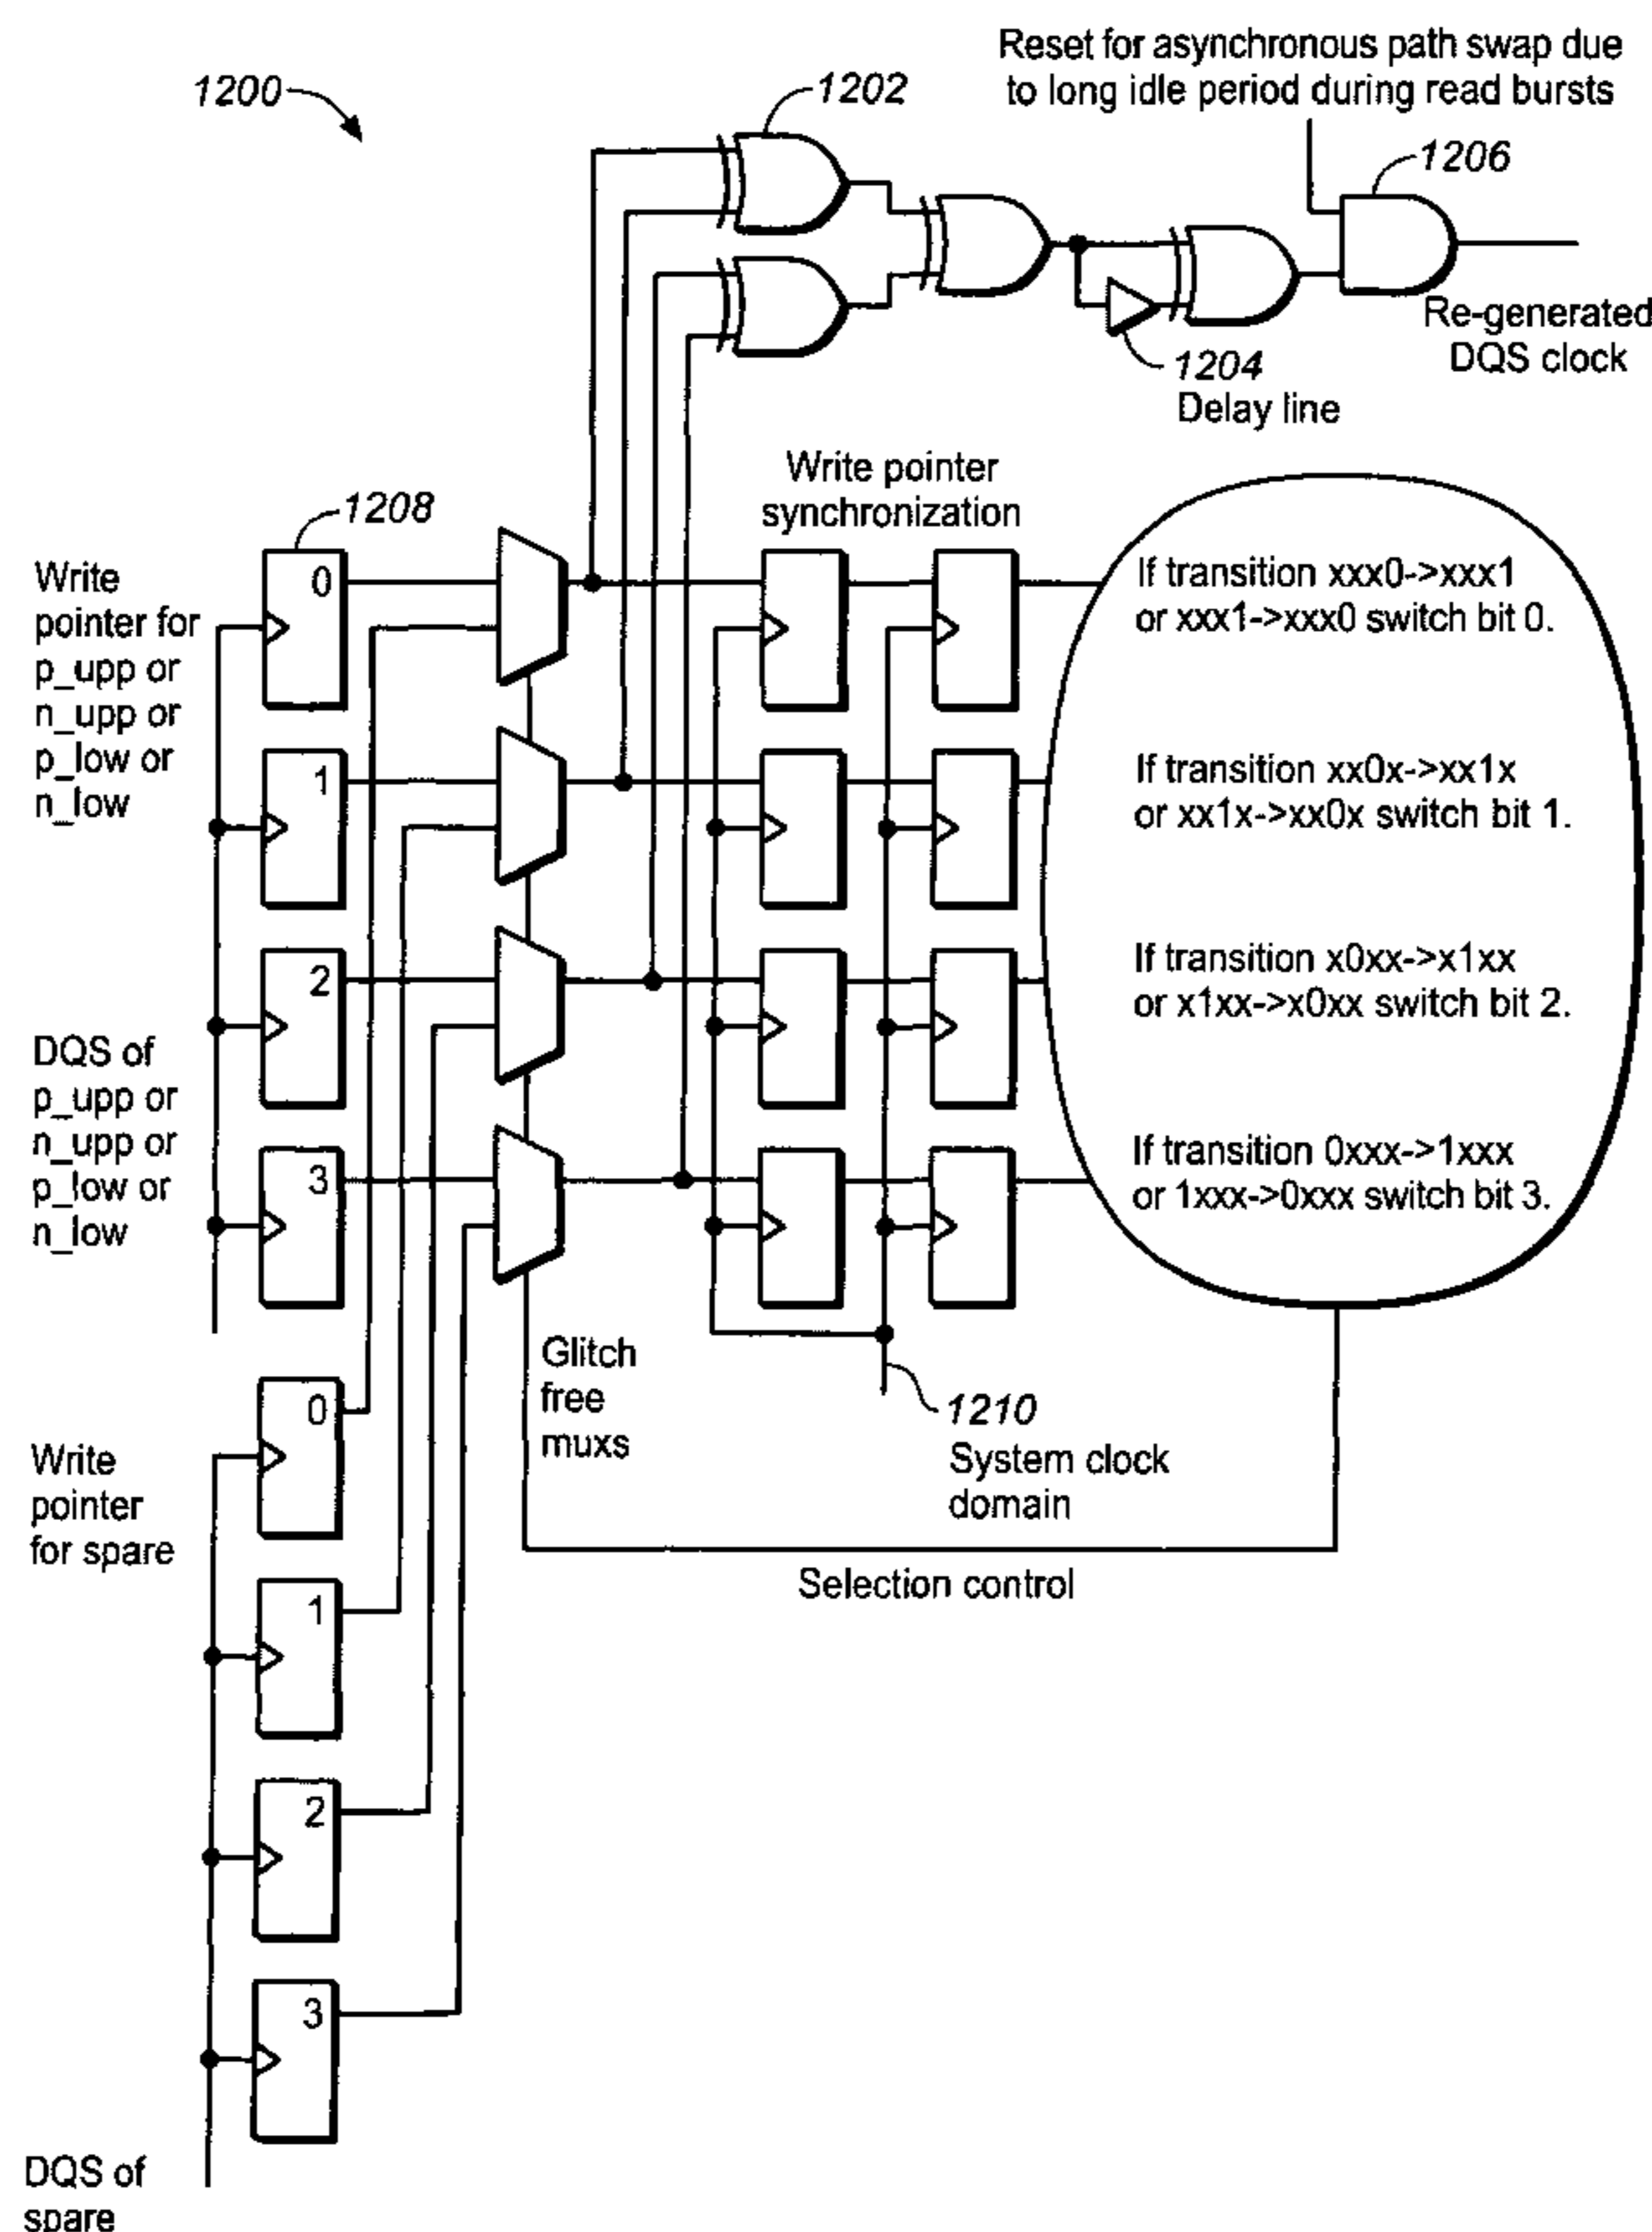 Reset for asynchronous path swap due
to long idle period during read bursts
1200
1202
1206
Re-generated
DQS clock
1204
Delay line
Write pointer
synchronization
1208
Write
pointer for
p_upp or
n_upp or
p_low or
n_low
0
1
2
3
DQS of
p_upp or
n_upp or
p_low or
n_low
If transition xxx0->xxx1
or xxx1->xxx0 switch bit 0.
If transition xx0x->xx1x
or xx1x->xx0x switch bit 1.
If transition x0xx->x1xx
or x1xx->x0xx switch bit 2.
If transition 0xxx->1xxx
or 1xxx->0xxx switch bit 3.
Glitch
free
muxs
1210
System clock
domain
Selection control
Write
pointer
for spare
0
1
2
3
DQS of
spare